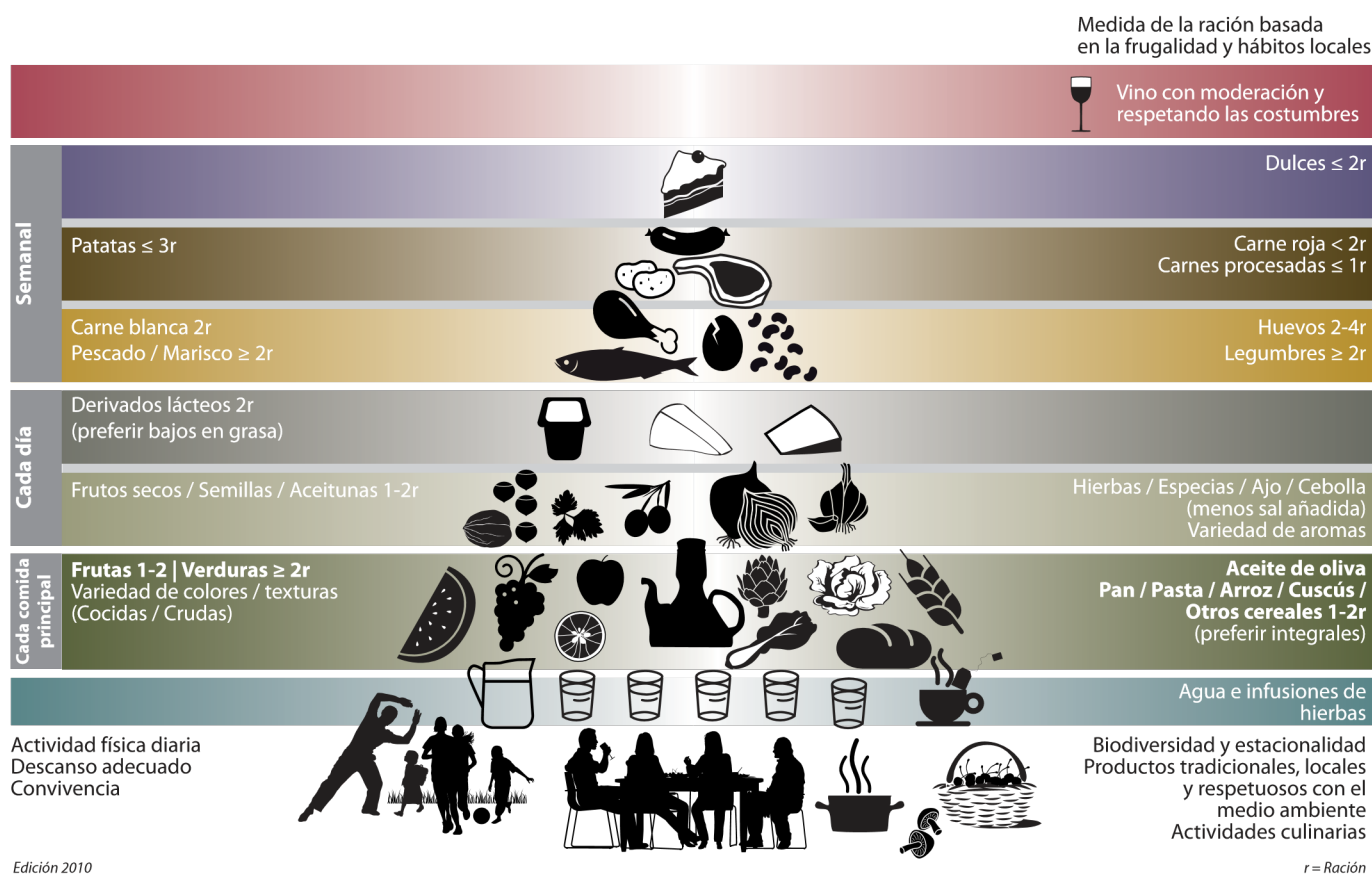 Medida de la ración basada
en la frugalidad y hábitos locales
Vino con moderación y
respetando las costumbres
Semanal
Dulces ≤ 2r
Patatas ≤ 3r
Carne roja < 2r
Carnes procesadas ≤ 1r
Carne blanca 2r
Pescado / Marisco ≥ 2r
Huevos 2-4r
Legumbres ≥ 2r
Cada día
Derivados lácteos 2r
(preferir bajos en grasa)
Frutos secos / Semillas / Aceitunas 1-2r
Hierbas / Especias / Ajo / Cebolla
(menos sal añadida)
Variedad de aromas
Cada comida
principal
Frutas 1-2 | Verduras ≥ 2r
Variedad de colores / texturas
(Cocidas / Crudas)
Aceite de oliva
Pan / Pasta / Arroz / Cuscús /
Otros cereales 1-2r
(preferir integrales)
Agua e infusiones de
hierbas
Actividad física diaria
Descanso adecuado
Convivencia
Biodiversidad y estacionalidad
Productos tradicionales, locales
y respetuosos con el
medio ambiente
Actividades culinarias
Edición 2010
r = Ración